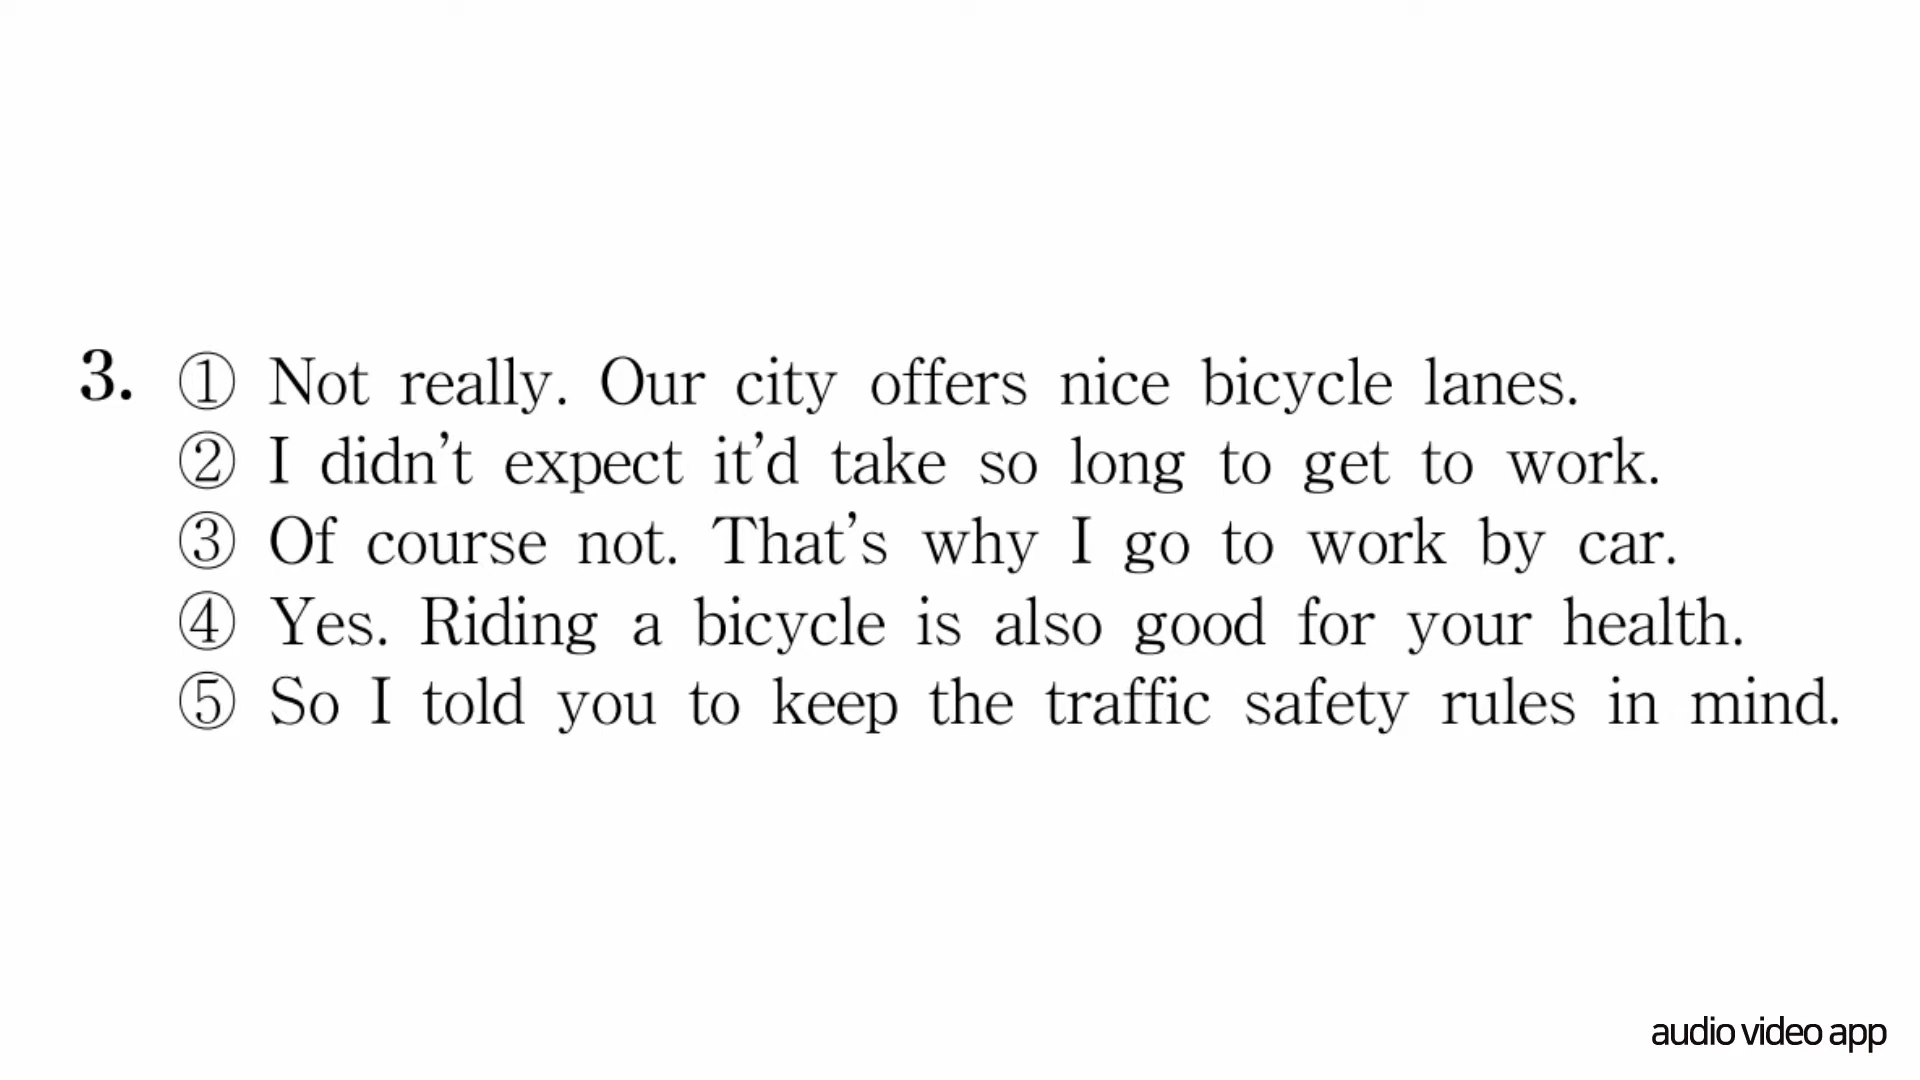 3. ① Not really. Our city offers nice bicycle lanes.
② I didn’t expect it’d take so long to get to work.
③ Of course not. That’s why I go to work by car.
④ Yes. Riding a bicycle is also good for your health.
⑤ So I told you to keep the traffic safety rules in mind.
audio video app